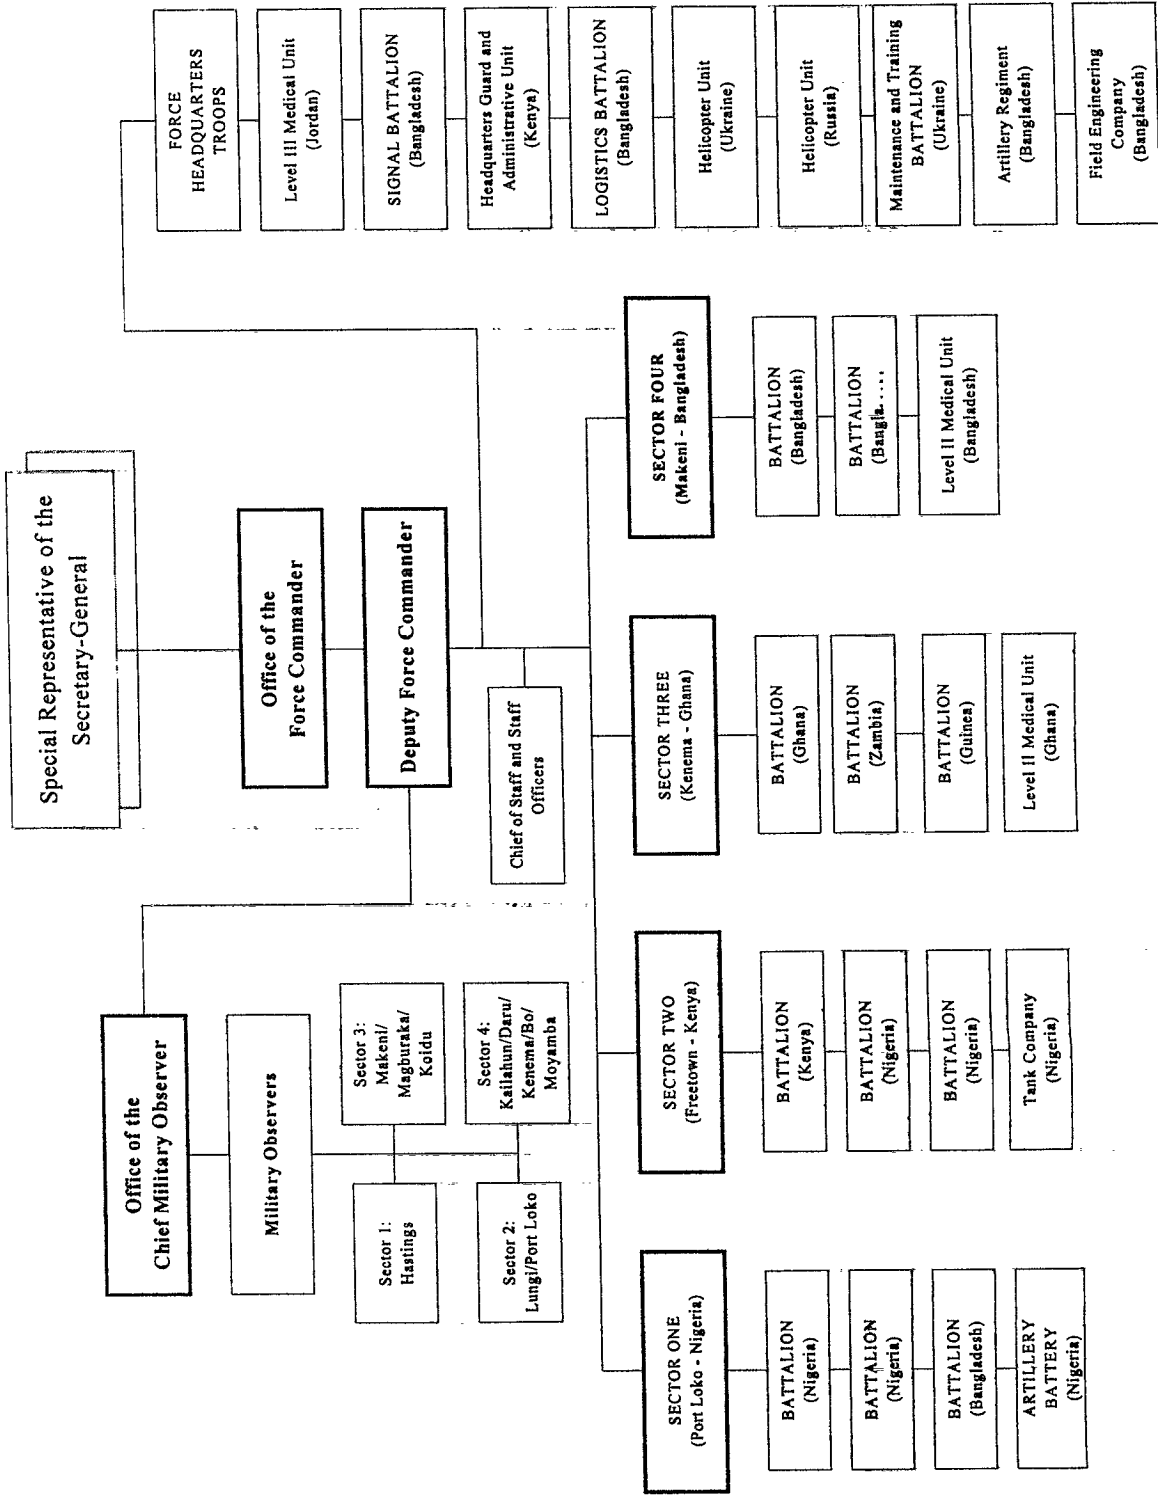 Special Representative of the
Secretary-General
Office of the
Force Commander
Deputy Force Commander
Chief of Staff and Staff
Officers
Office of the
Chief Military Observer
Military Observers
Sector 1:
Hastings
Sector 3:
Makeni/
Magburaka/
Koidu
Sector 2:
Lungi/Port Loko
Sector 4:
Kailahun/Daru/
Kenema/Bo/
Moyamba
SECTOR ONE
(Port Loko - Nigeria)
BATTALION
(Nigeria)
BATTALION
(Nigeria)
BATTALION
(Bangladesh)
ARTILLERY
BATTERY
(Nigeria)
SECTOR TWO
(Freetown - Kenya)
BATTALION
(Kenya)
BATTALION
(Nigeria)
BATTALION
(Nigeria)
Tank Company
(Nigeria)
SECTOR THREE
(Kenema - Ghana)
BATTALION
(Ghana)
BATTALION
(Zambia)
BATTALION
(Guinea)
Level II Medical Unit
(Ghana)
SECTOR FOUR
(Makeni - Bangladesh)
BATTALION
(Bangladesh)
BATTALION
Level II Medical Unit
(Bangladesh)
FORCE
HEADQUARTERS
TROOPS
Level III Medical Unit
(Jordan)
SIGNAL BATTALION
(Bangladesh)
Headquarters Guard and
Administrative Unit
(Kenya)
LOGISTICS BATTALION
(Bangladesh)
Helicopter Unit
(Ukraine)
Helicopter Unit
(Russia)
Maintenance and Training
BATTALION
(Ukraine)
Artillery Regiment
(Bangladesh)
Field Engineering
Company
(Bangladesh)